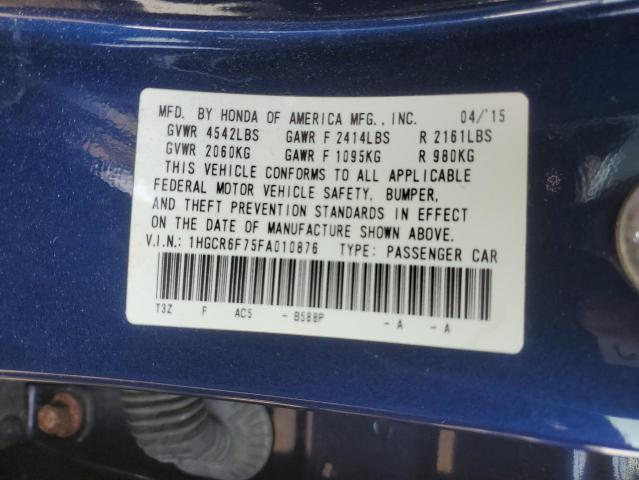 MFD. BY HONDA OF AMERICA MFG., INC. 04/'15
GVWR 4542LBS GAWR F 2414LBS R 2161LBS
GVWR 2060KG GAWR F 1095KG R 980KG
THIS VEHICLE CONFORMS TO ALL APPLICABLE
FEDERAL MOTOR VEHICLE SAFETY, BUMPER,
AND THEFT PREVENTION STANDARDS IN EFFECT
ON THE DATE OF MANUFACTURE SHOWN ABOVE.
V.I.N.: 1HGCR6F75FA010876 TYPE: PASSENGER CAR
T3Z F AC5 - B588P - A - A